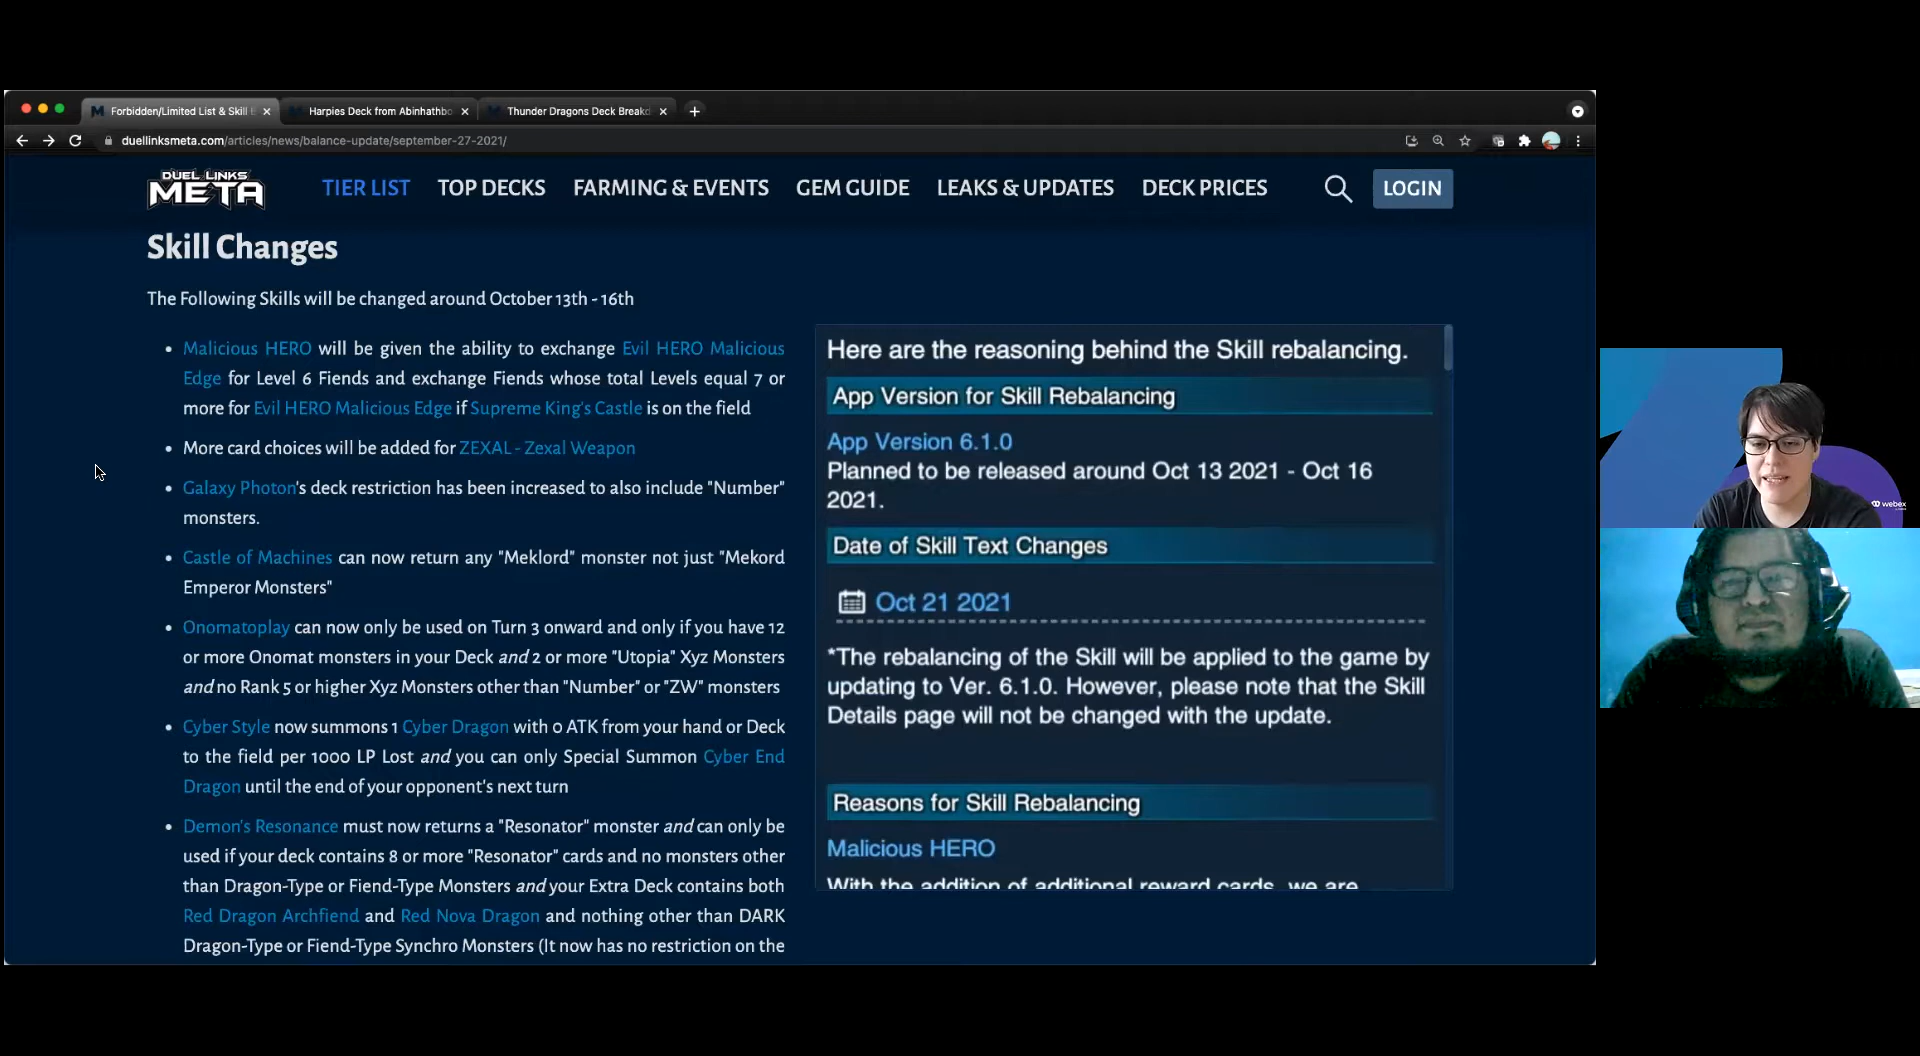 Forbidden/Limited List & Skill
Harpies Deck from Abinhathbo
Thunder Dragons Deck Breakd
duellinksmeta.com/articles/news/balance-update/september-27-2021/
DUEL LINKS
META
TIER LIST
TOP DECKS
FARMING & EVENTS
GEM GUIDE
LEAKS & UPDATES
DECK PRICES
LOGIN
Skill Changes
The Following Skills will be changed around October 13th - 16th
• Malicious HERO will be given the ability to exchange Evil HERO Malicious
Edge for Level 6 Fiends and exchange Fiends whose total Levels equal 7 or
more for Evil HERO Malicious Edge if Supreme King's Castle is on the field
• More card choices will be added for ZEXAL - Zexal Weapon
• Galaxy Photon's deck restriction has been increased to also include "Number"
monsters.
• Castle of Machines can now return any "Meklord" monster not just "Mekord
Emperor Monsters"
• Onomatoplay can now only be used on Turn 3 onward and only if you have 12
or more Onomat monsters in your Deck and 2 or more "Utopia" Xyz Monsters
and no Rank 5 or higher Xyz Monsters other than "Number" or "ZW" monsters
• Cyber Style now summons 1 Cyber Dragon with 0 ATK from your hand or Deck
to the field per 1000 LP Lost and you can only Special Summon Cyber End
Dragon until the end of your opponent's next turn
• Demon's Resonance must now returns a "Resonator" monster and can only be
used if your deck contains 8 or more "Resonator" cards and no monsters other
than Dragon-Type or Fiend-Type Monsters and your Extra Deck contains both
Red Dragon Archfiend and Red Nova Dragon and nothing other than DARK
Dragon-Type or Fiend-Type Synchro Monsters (It now has no restriction on the
Here are the reasoning behind the Skill rebalancing.
App Version for Skill Rebalancing
App Version 6.1.0
Planned to be released around Oct 13 2021 - Oct 16
2021.
Date of Skill Text Changes
Oct 21 2021
*The rebalancing of the Skill will be applied to the game by
updating to Ver. 6.1.0. However, please note that the Skill
Details page will not be changed with the update.
Reasons for Skill Rebalancing
Malicious HERO
With the addition of additional reward cards, we are
webex